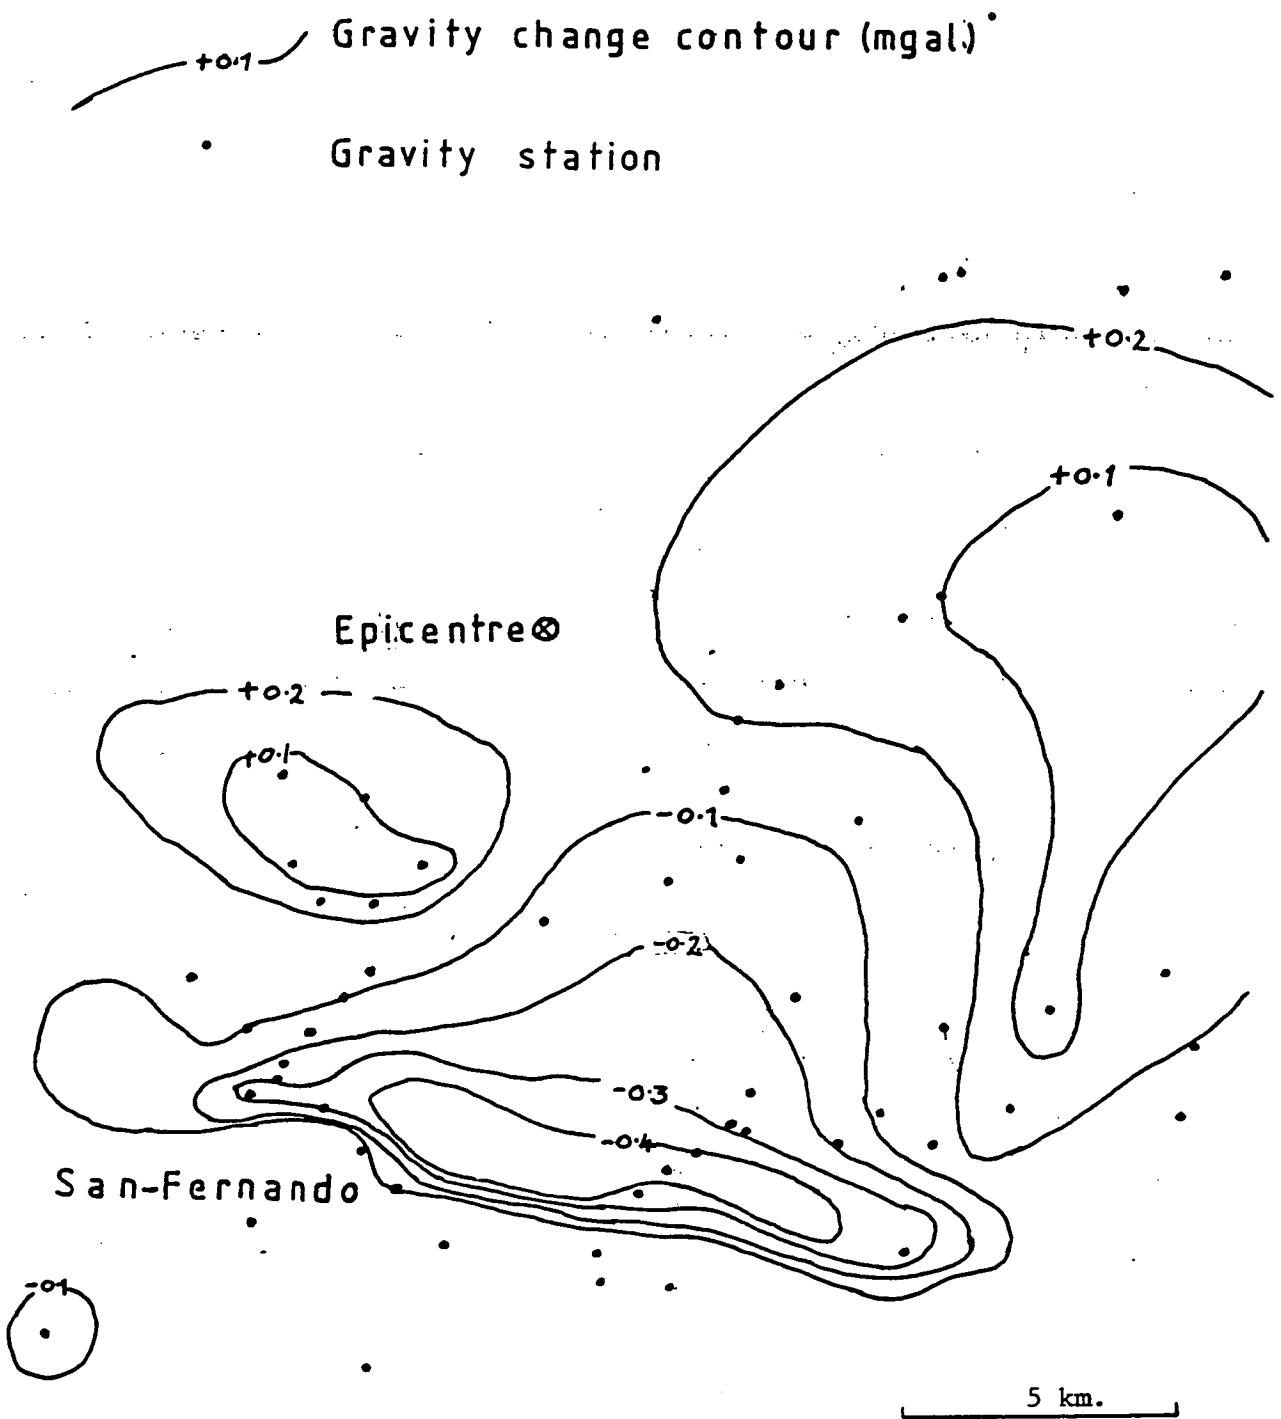 +0.1 Gravity change contour (mgal.)
Gravity station
+0.2
+0.1
Epicentre
+0.2
+0.1
-0.1
-0.2
-0.3
-0.4
San-Fernando
-0.1
5 km.